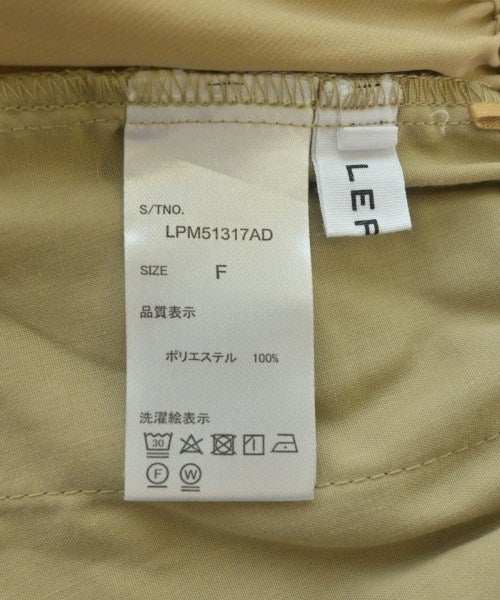 S/TNO.
LPM51317AD
SIZE F
品質表示
ポリエステル 100%
洗濯絵表示
30
F W
LEP